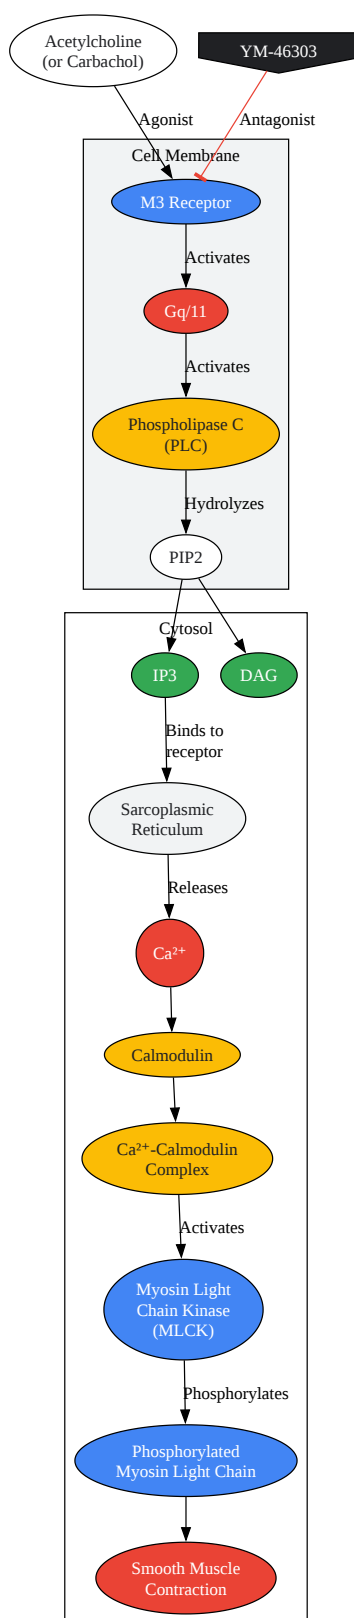 Acetylcholine
(or Carbachol)
YM-46303
Agonist
Antagonist
Cell Membrane
M3 Receptor
Activates
Gq/11
Activates
Phospholipase C
(PLC)
Hydrolyzes
PIP2
Cytosol
IP3
DAG
Binds to
receptor
Sarcoplasmic
Reticulum
Releases
Ca²⁺
Calmodulin
Ca²⁺-Calmodulin
Complex
Activates
Myosin Light
Chain Kinase
(MLCK)
Phosphorylates
Phosphorylated
Myosin Light Chain
Smooth Muscle
Contraction